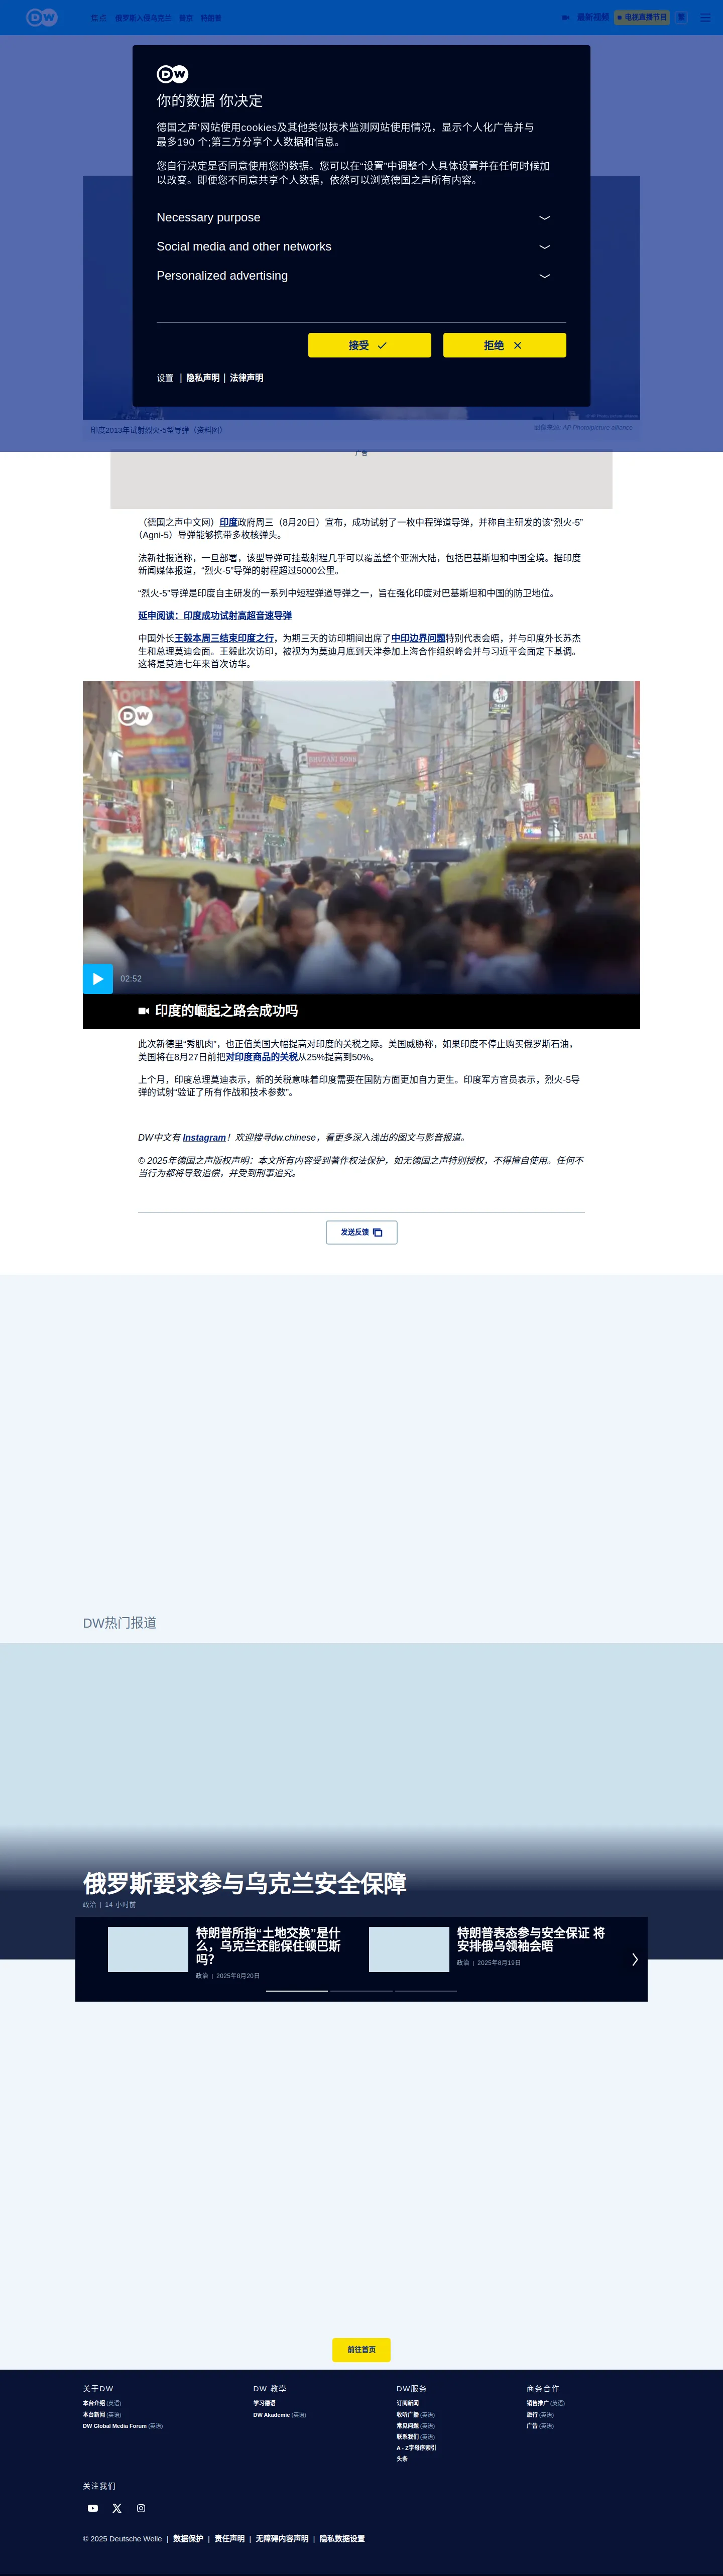 DW
焦点
俄罗斯入侵乌克兰
普京
特朗普
最新视频
电视直播节目
繁
DW
你的数据 你决定
德国之声'网站使用cookies及其他类似技术监测网站使用情况，显示个人化广告并与
最多190 个;第三方分享个人数据和信息。
您自行决定是否同意使用您的数据。您可以在"设置"中调整个人具体设置并在任何时候加
以改变。即便您不同意共享个人数据，依然可以浏览德国之声所有内容。
Necessary purpose
Social media and other networks
Personalized advertising
接受
拒绝
设置 | 隐私声明 | 法律声明
印度2013年试射烈火-5型导弹（资料图）
图像来源: AP Photo/picture alliance
广告
（德国之声中文网）印度政府周三（8月20日）宣布，成功试射了一枚中程弹道导弹，并称自主研发的该“烈火-5”
（Agni-5）导弹能够携带多枚核弹头。
法新社报道称，一旦部署，该型导弹可挂载射程几乎可以覆盖整个亚洲大陆，包括巴基斯坦和中国全境。据印度
新闻媒体报道，“烈火-5”导弹的射程超过5000公里。
“烈火-5”导弹是印度自主研发的一系列中短程弹道导弹之一，旨在强化印度对巴基斯坦和中国的防卫地位。
延申阅读：印度成功试射高超音速导弹
中国外长王毅本周三结束印度之行，为期三天的访印期间出席了中印边界问题特别代表会晤，并与印度外长苏杰
生和总理莫迪会面。王毅此次访印，被视为为莫迪月底到天津参加上海合作组织峰会并与习近平会面定下基调。
这将是莫迪七年来首次访华。
DW
OPEN
BHUTANI BONS
SALE
02:52
印度的崛起之路会成功吗
此次新德里“秀肌肉”，也正值美国大幅提高对印度的关税之际。美国威胁称，如果印度不停止购买俄罗斯石油，
美国将在8月27日前把对印度商品的关税从25%提高到50%。
上个月，印度总理莫迪表示，新的关税意味着印度需要在国防方面更加自力更生。印度军方官员表示，烈火-5导
弹的试射“验证了所有作战和技术参数”。
DW中文有 Instagram！欢迎搜寻dw.chinese，看更多深入浅出的图文与影音报道。
© 2025年德国之声版权声明：本文所有内容受到著作权法保护，如无德国之声特别授权，不得擅自使用。任何不
当行为都将导致追偿，并受到刑事追究。
发送反馈
DW热门报道
俄罗斯要求参与乌克兰安全保障
政治 | 14 小时前
特朗普所指“土地交换”是什
么，乌克兰还能保住顿巴斯
吗？
政治 | 2025年8月20日
特朗普表态参与安全保证 将
安排俄乌领袖会晤
政治 | 2025年8月19日
前往首页
关于DW
本台介绍 (英语)
本台新闻 (英语)
DW Global Media Forum (英语)
DW 教學
学习德语
DW Akademie (英语)
DW服务
订阅新闻
收听广播 (英语)
常见问题 (英语)
联系我们 (英语)
A - Z字母序索引
头条
商务合作
销售推广 (英语)
旅行 (英语)
广告 (英语)
关注我们
© 2025 Deutsche Welle | 数据保护 | 责任声明 | 无障碍内容声明 | 隐私数据设置